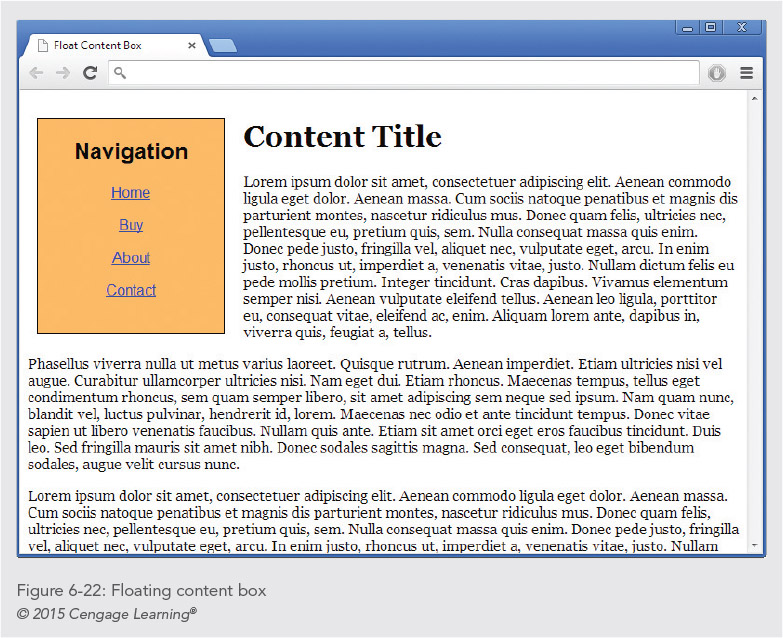 Float Content Box
Navigation
Home
Buy
About
Contact
Content Title
Lorem ipsum dolor sit amet, consectetuer adipiscing elit. Aenean commodo
ligula eget dolor. Aenean massa. Cum sociis natoque penatibus et magnis dis
parturient montes, nascetur ridiculus mus. Donec quam felis, ultricies nec,
pellentesque eu, pretium quis, sem. Nulla consequat massa quis enim.
Donec pede justo, fringilla vel, aliquet nec, vulputate eget, arcu. In enim
justo, rhoncus ut, imperdiet a, venenatis vitae, justo. Nullam dictum felis eu
pede mollis pretium. Integer tincidunt. Cras dapibus. Vivamus elementum
semper nisi. Aenean vulputate eleifend tellus. Aenean leo ligula, porttitor
eu, consequat vitae, eleifend ac, enim. Aliquam lorem ante, dapibus in,
viverra quis, feugiat a, tellus.
Phasellus viverra nulla ut metus varius laoreet. Quisque rutrum. Aenean imperdiet. Etiam ultricies nisi vel
augue. Curabitur ullamcorper ultricies nisi. Nam eget dui. Etiam rhoncus. Maecenas tempus, tellus eget
condimentum rhoncus, sem quam semper libero, sit amet adipiscing sem neque sed ipsum. Nam quam nunc,
blandit vel, luctus pulvinar, hendrerit id, lorem. Maecenas nec odio et ante tincidunt tempus. Donec vitae
sapien ut libero venenatis faucibus. Nullam quis ante. Etiam sit amet orci eget eros faucibus tincidunt. Duis
leo. Sed fringilla mauris sit amet nibh. Donec sodales sagittis magna. Sed consequat, leo eget bibendum
sodales, augue velit cursus nunc.
Lorem ipsum dolor sit amet, consectetuer adipiscing elit. Aenean commodo ligula eget dolor. Aenean massa.
Cum sociis natoque penatibus et magnis dis parturient montes, nascetur ridiculus mus. Donec quam felis,
ultricies nec, pellentesque eu, pretium quis, sem. Nulla consequat massa quis enim. Donec pede justo, fringilla
vel, aliquet nec, vulputate eget, arcu. In enim justo, rhoncus ut, imperdiet a, venenatis vitae, justo. Nullam
Figure 6-22: Floating content box
© 2015 Cengage Learning®